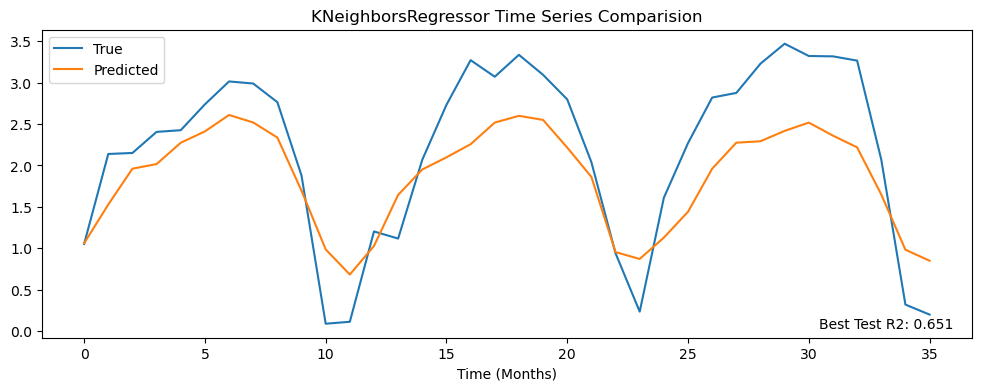 KNeighborsRegressor Time Series Comparision
True
Predicted
3.5
3.0
2.5
2.0
1.5
1.0
0.5
0.0
Best Test R2: 0.651
0 5 10 15 20 25 30 35
Time (Months)